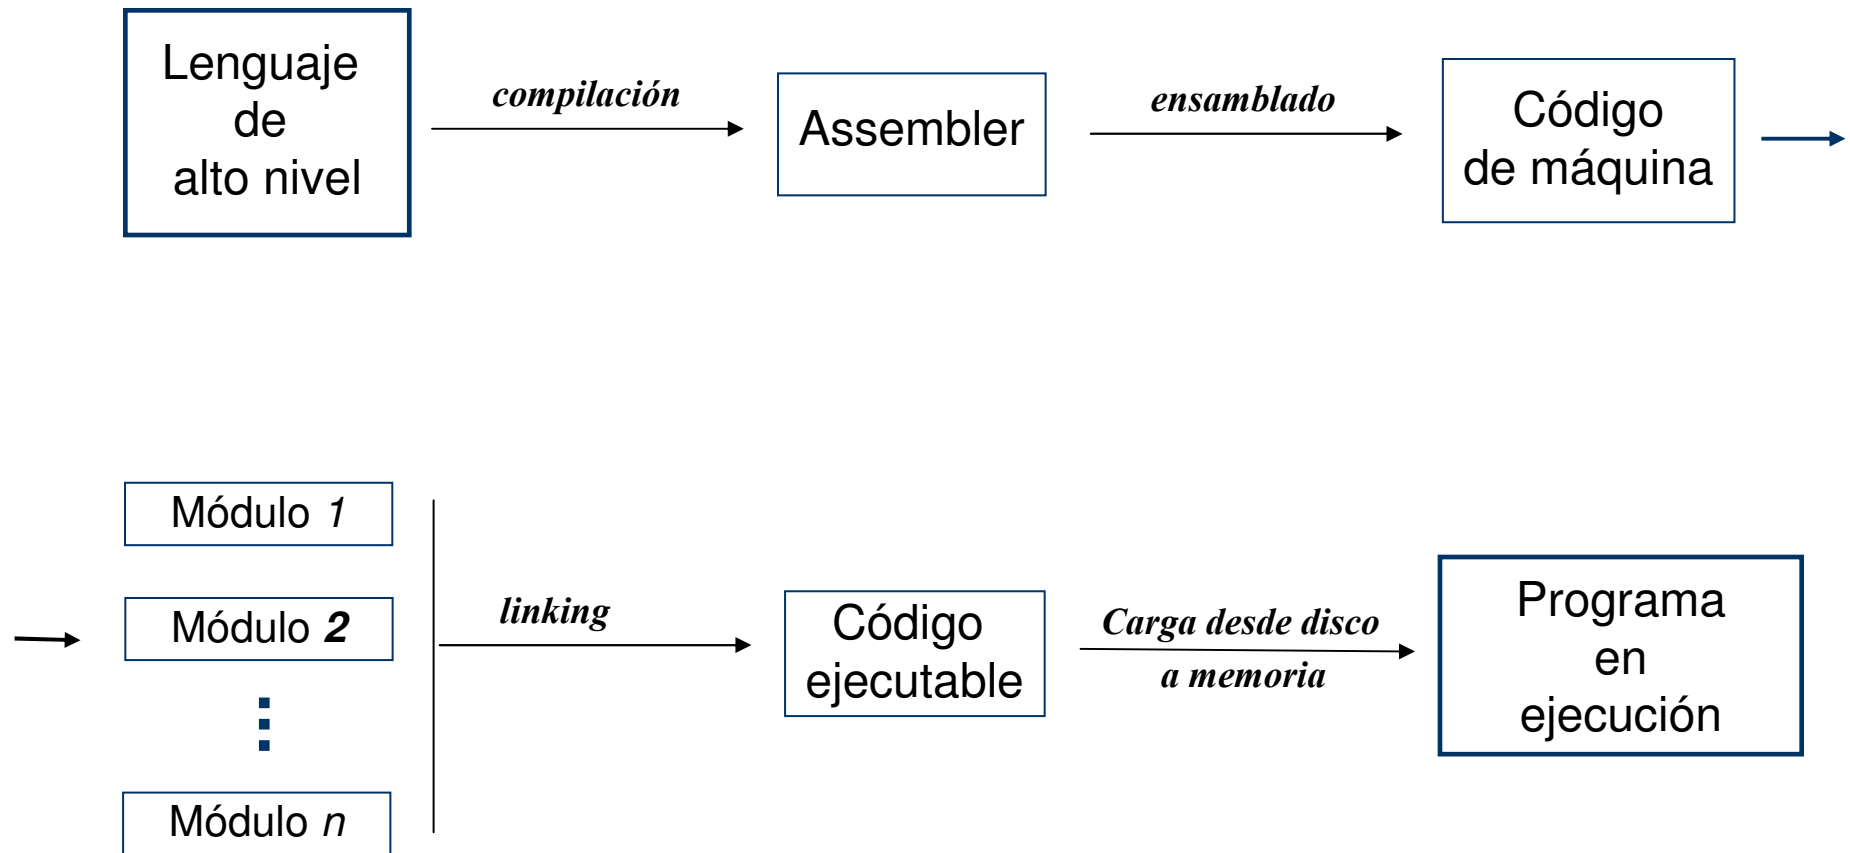 Lenguaje
de
alto nivel
compilación
Assembler
ensamblado
Código
de máquina
Módulo 1
Módulo 2
Módulo n
linking
Código
ejecutable
Carga desde disco
a memoria
Programa
en
ejecución